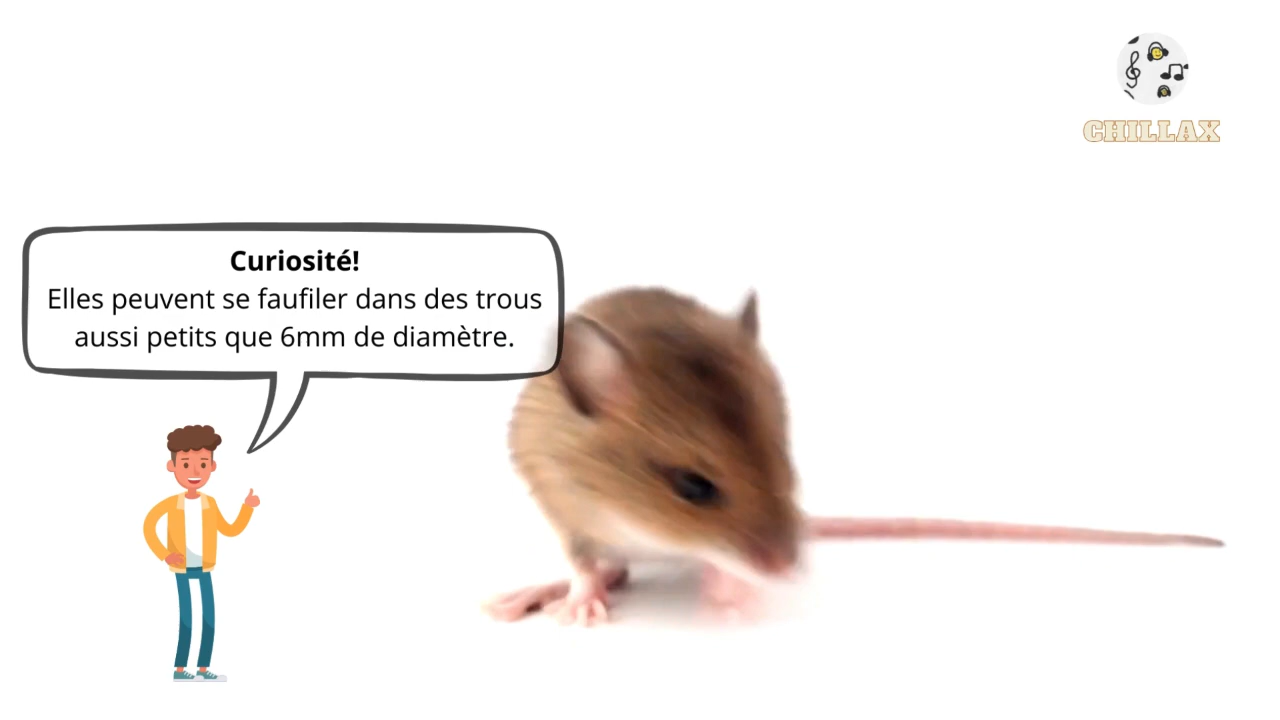 CHILLAX
Curiosité!
Elles peuvent se faufiler dans des trous
aussi petits que 6mm de diamètre.